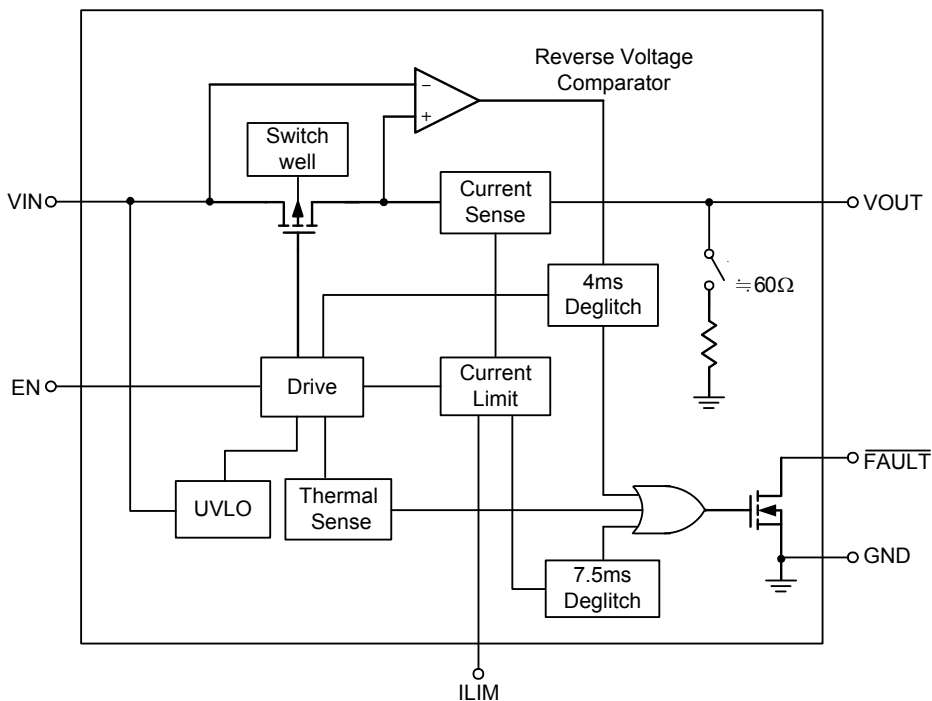 Reverse Voltage
Comparator
−
+
Switch
well
VIN
Current
Sense
VOUT
4ms
Deglitch
≒60Ω
EN
Drive
Current
Limit
FAULT
UVLO
Thermal
Sense
GND
7.5ms
Deglitch
ILIM